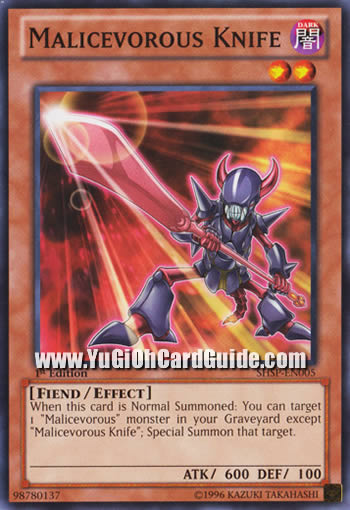 Malicevorous Knife
DARK
闇
www.YuGiOhCardGuide.com
1st Edition
SHSP-EN005
[Fiend / Effect]
When this card is Normal Summoned: You can target
1 "Malicevorous" monster in your Graveyard except
"Malicevorous Knife"; Special Summon that target.
ATK/ 600 DEF/ 100
98780137
©1996 KAZUKI TAKAHASHI